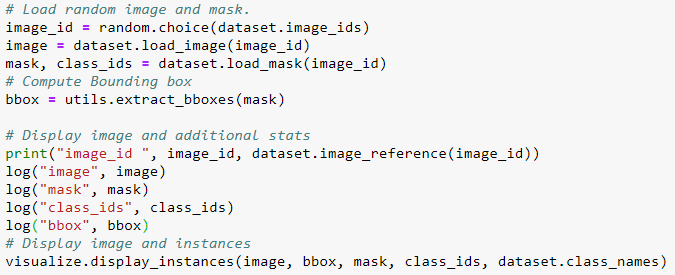 # Load random image and mask.
image_id = random.choice(dataset.image_ids)
image = dataset.load_image(image_id)
mask, class_ids = dataset.load_mask(image_id)
# Compute Bounding box
bbox = utils.extract_bboxes(mask)

# Display image and additional stats
print("image_id ", image_id, dataset.image_reference(image_id))
log("image", image)
log("mask", mask)
log("class_ids", class_ids)
log("bbox", bbox)
# Display image and instances
visualize.display_instances(image, bbox, mask, class_ids, dataset.class_names)